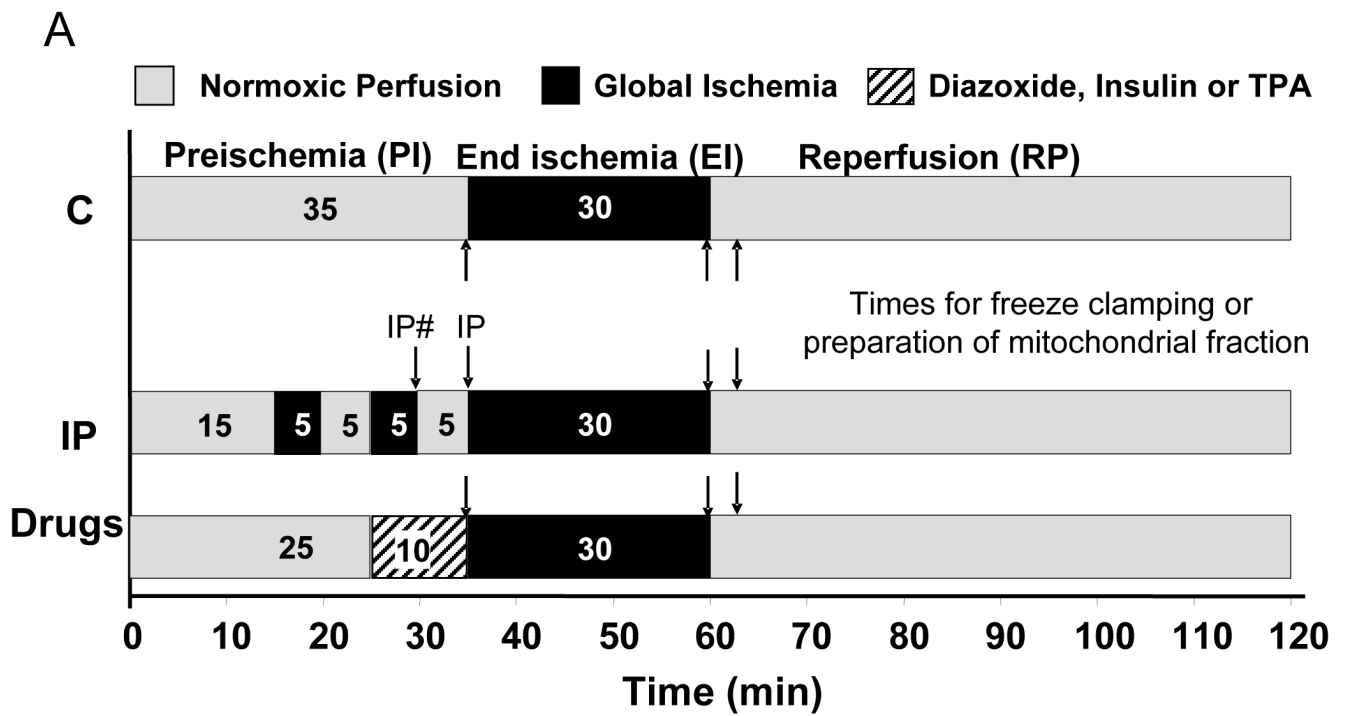 A
Normoxic Perfusion
Global Ischemia
Diazoxide, Insulin or TPA
Preischemia (PI)
End ischemia (EI)
Reperfusion (RP)
C
35
30
Times for freeze clamping or
preparation of mitochondrial fraction
IP#
IP
IP
15
5
5
5
5
30
Drugs
25
10
30
0
10
20
30
40
50
60
70
80
90
100
110
120
Time (min)